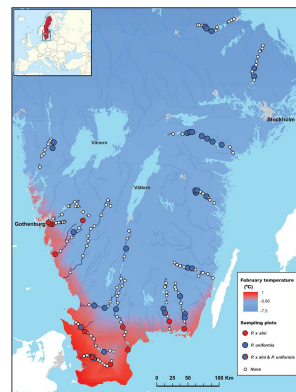 Stockholm
Vänern
Vättern
Gothenburg
February temperature
(°C)
1
-0.66
-7.5
Sampling plots
P. x alni
P. uniformis
P. x alni & P. uniformis
None
0
25
50
100 Km